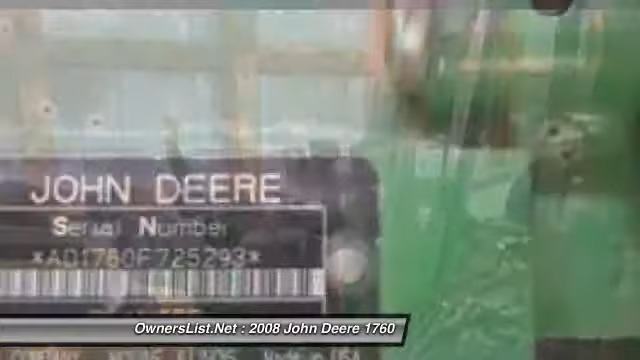 JOHN DEERE
Serial Number
*A01760F725293*
OwnersList.Net : 2008 John Deere 1760
Made in USA